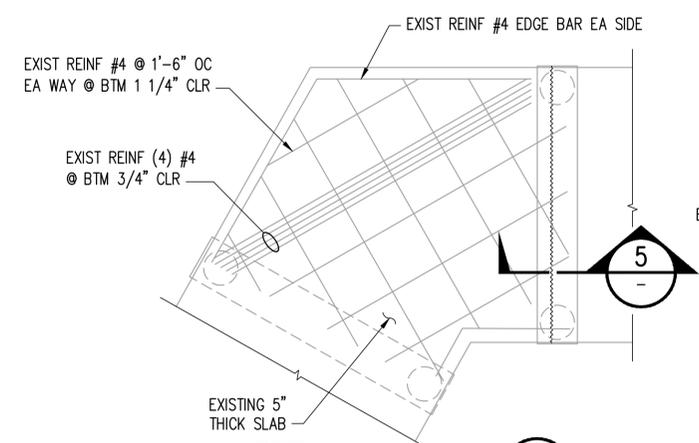 EXIST REINF #4 EDGE BAR EA SIDE
EXIST REINF #4 @ 1'-6" OC
EA WAY @ BTM 1 1/4" CLR
EXIST REINF (4) #4
@ BTM 3/4" CLR
5
-
EXISTING 5"
THICK SLAB